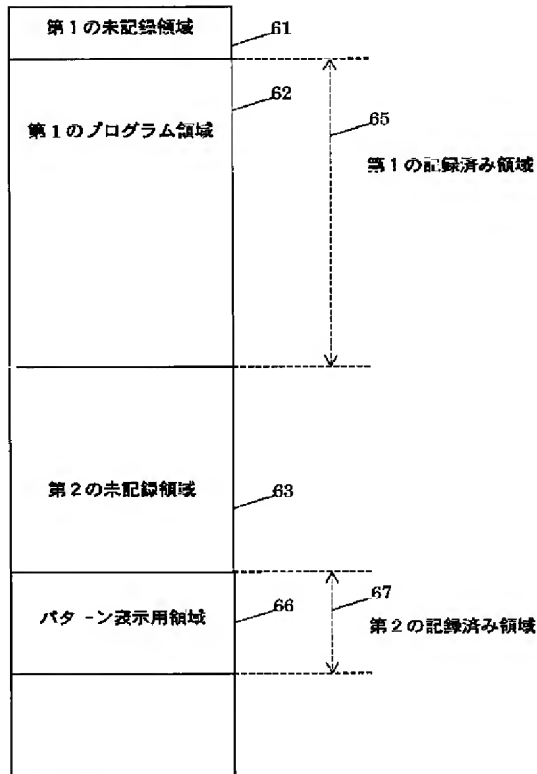 第1の未記録領域
61
62
第1のプログラム領域
65
第1の記録済み領域
第2の未記録領域
63
パターン表示用領域
66
67
第2の記録済み領域